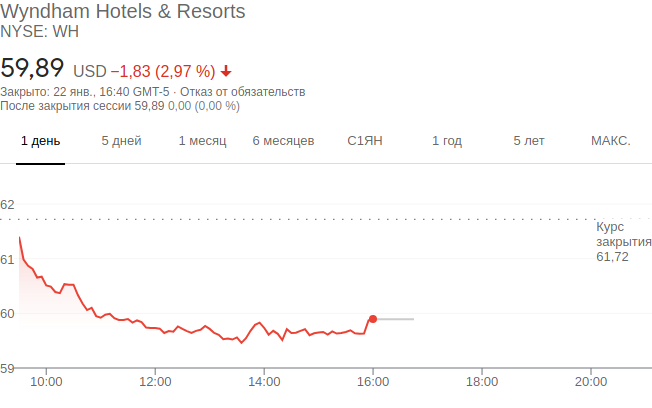 Wyndham Hotels & Resorts
NYSE: WH
59,89 USD −1,83 (2,97 %)
Закрыто: 22 янв., 16:40 GMT-5 · Отказ от обязательств
После закрытия сессии 59,89 0,00 (0,00 %)
1 день 5 дней 1 месяц 6 месяцев С1ЯН 1 год 5 лет МАКС.
62
Курс
закрытия
61,72
61
60
59
10:00 12:00 14:00 16:00 18:00 20:00